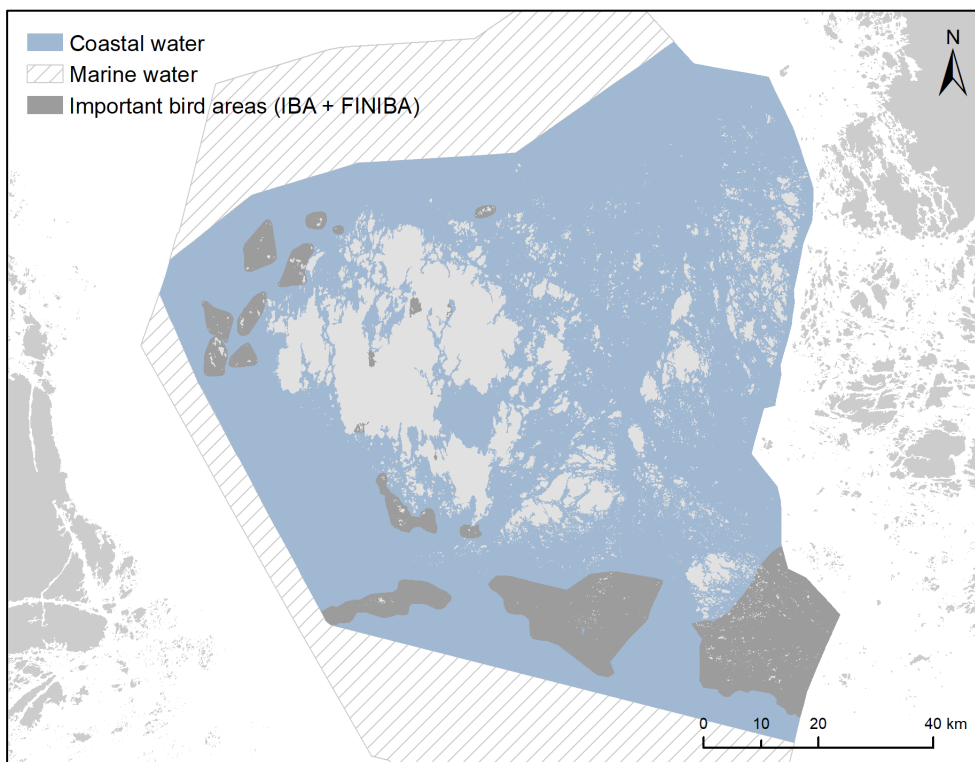 Coastal water
Marine water
Important bird areas (IBA + FINIBA)
N
0 10 20 40 km